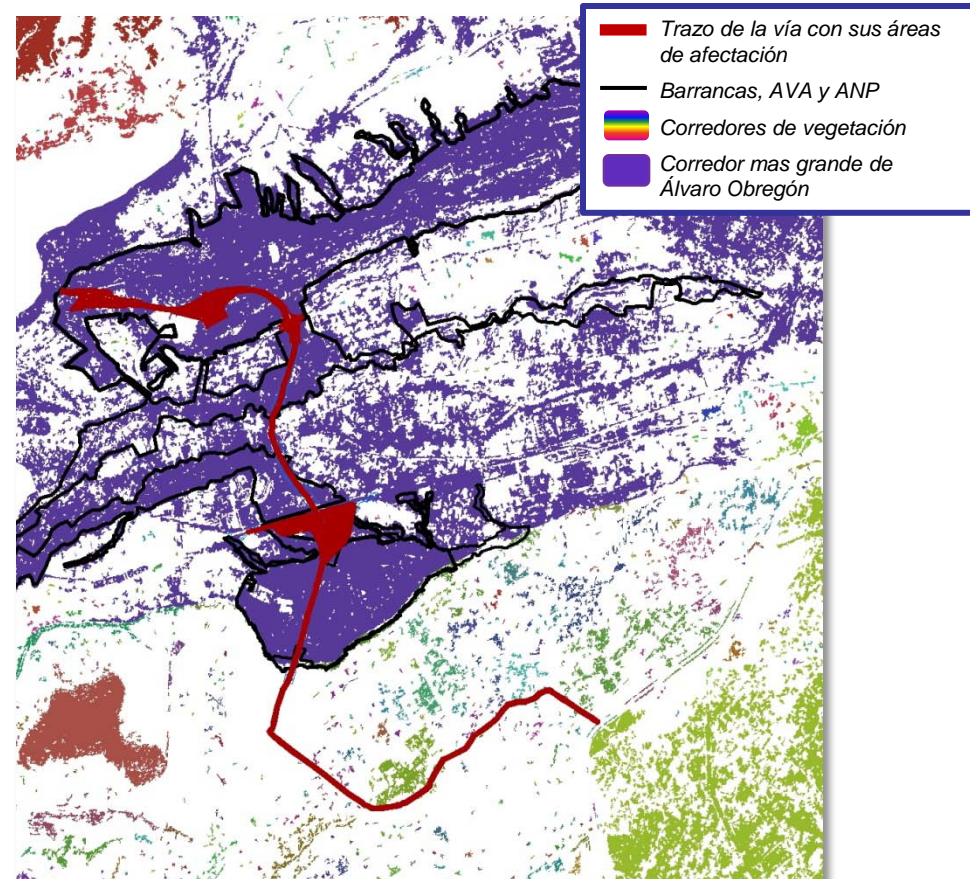 Trazo de la vía con sus áreas
de afectación
Barrancas, AVA y ANP
Corredores de vegetación
Corredor mas grande de
Álvaro Obregón